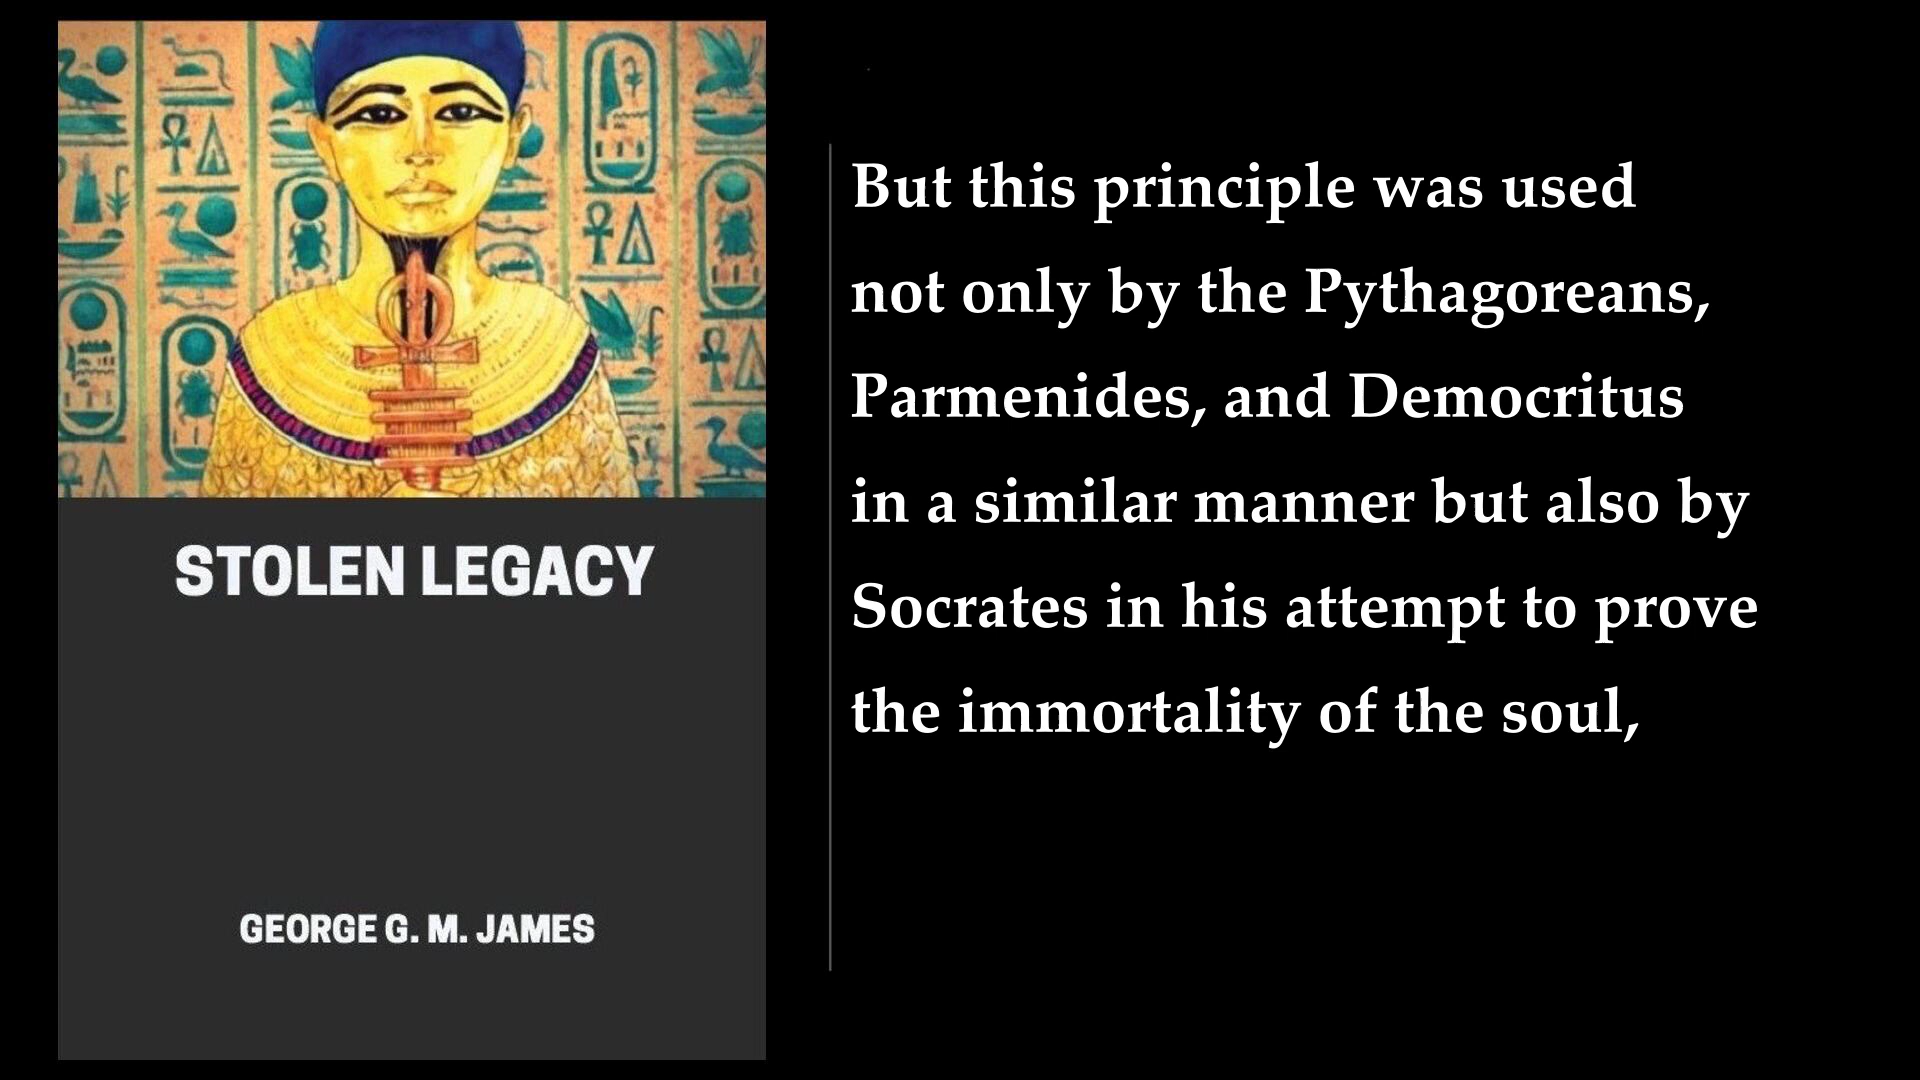 STOLEN LEGACY
GEORGE G. M. JAMES
But this principle was used
not only by the Pythagoreans,
Parmenides, and Democritus
in a similar manner but also by
Socrates in his attempt to prove
the immortality of the soul,